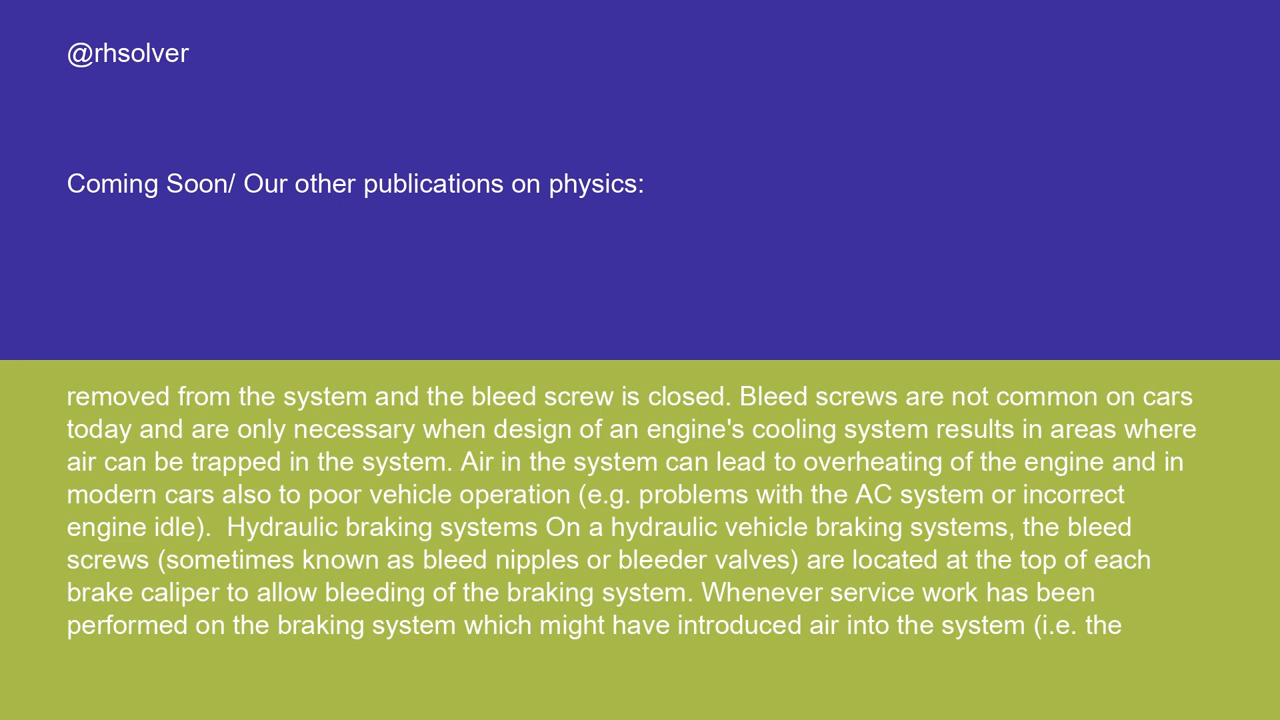 @rhsolver
Coming Soon/ Our other publications on physics:
removed from the system and the bleed screw is closed. Bleed screws are not common on cars
today and are only necessary when design of an engine's cooling system results in areas where
air can be trapped in the system. Air in the system can lead to overheating of the engine and in
modern cars also to poor vehicle operation (e.g. problems with the AC system or incorrect
engine idle).  Hydraulic braking systems On a hydraulic vehicle braking systems, the bleed
screws (sometimes known as bleed nipples or bleeder valves) are located at the top of each
brake caliper to allow bleeding of the braking system. Whenever service work has been
performed on the braking system which might have introduced air into the system (i.e. the